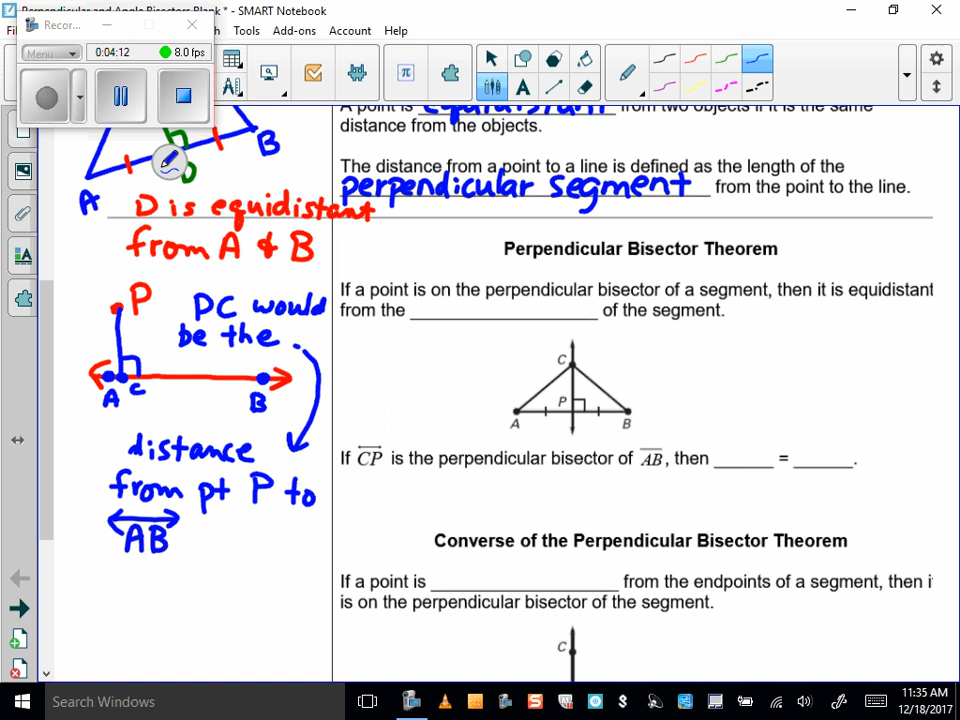 Perpendicular and Angle Bisectors Blank * - SMART Notebook
Recor...
Tools Add-ons Account Help
Menu 0:04:12 8.0 fps
A point is equidistant from two objects if it is the same
distance from the objects.
The distance from a point to a line is defined as the length of the
perpendicular segment from the point to the line.
B
D
A
D is equidistant
from A & B
P
PC would
be the
A C B
distance
from pt P to
AB
Perpendicular Bisector Theorem
If a point is on the perpendicular bisector of a segment, then it is equidistant
from the ____________________ of the segment.
C
P
A B
If CP is the perpendicular bisector of AB, then ______ = ______.
Converse of the Perpendicular Bisector Theorem
If a point is ____________________ from the endpoints of a segment, then
is on the perpendicular bisector of the segment.
C
Search Windows
11:35 AM
12/18/2017